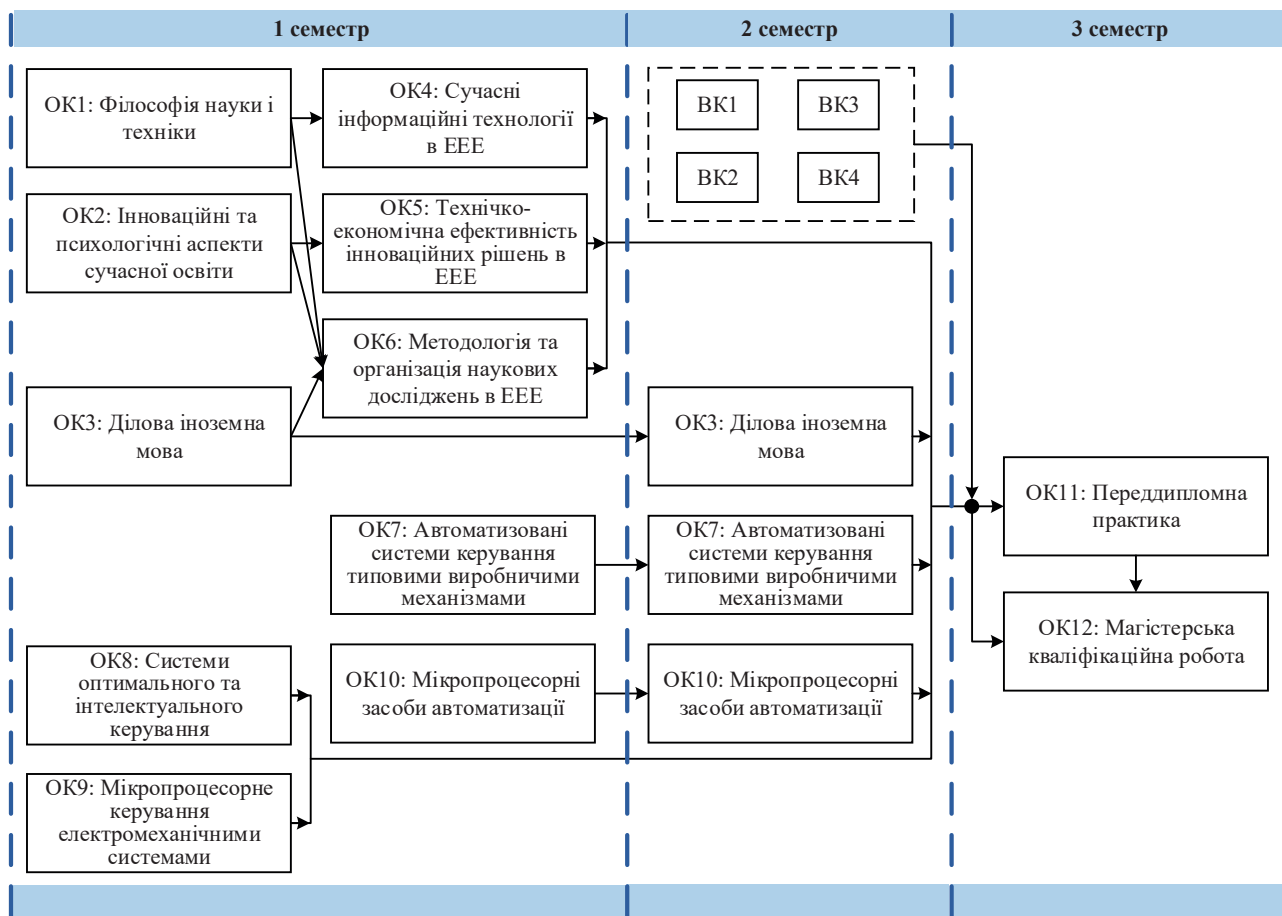 1 семестр
2 семестр
3 семестр
ОК1: Філософія науки і
техніки
ОК4: Сучасні
інформаційні технології
в ЕЕЕ
ВК1
ВК3
ВК2
ВК4
ОК2: Інноваційні та
психологічні аспекти
сучасної освіти
ОК5: Технічко-
економічна ефективність
інноваційних рішень в
ЕЕЕ
ОК6: Методологія та
організація наукових
досліджень в ЕЕЕ
ОК3: Ділова іноземна
мова
ОК3: Ділова іноземна
мова
ОК11: Переддипломна
практика
ОК7: Автоматизовані
системи керування
типовими виробничими
механізмами
ОК7: Автоматизовані
системи керування
типовими виробничими
механізмами
ОК12: Магістерська
кваліфікаційна робота
ОК8: Системи
оптимального та
інтелектуального
керування
ОК10: Мікропроцесорні
засоби автоматизації
ОК10: Мікропроцесорні
засоби автоматизації
ОК9: Мікропроцесорне
керування
електромеханічними
системами